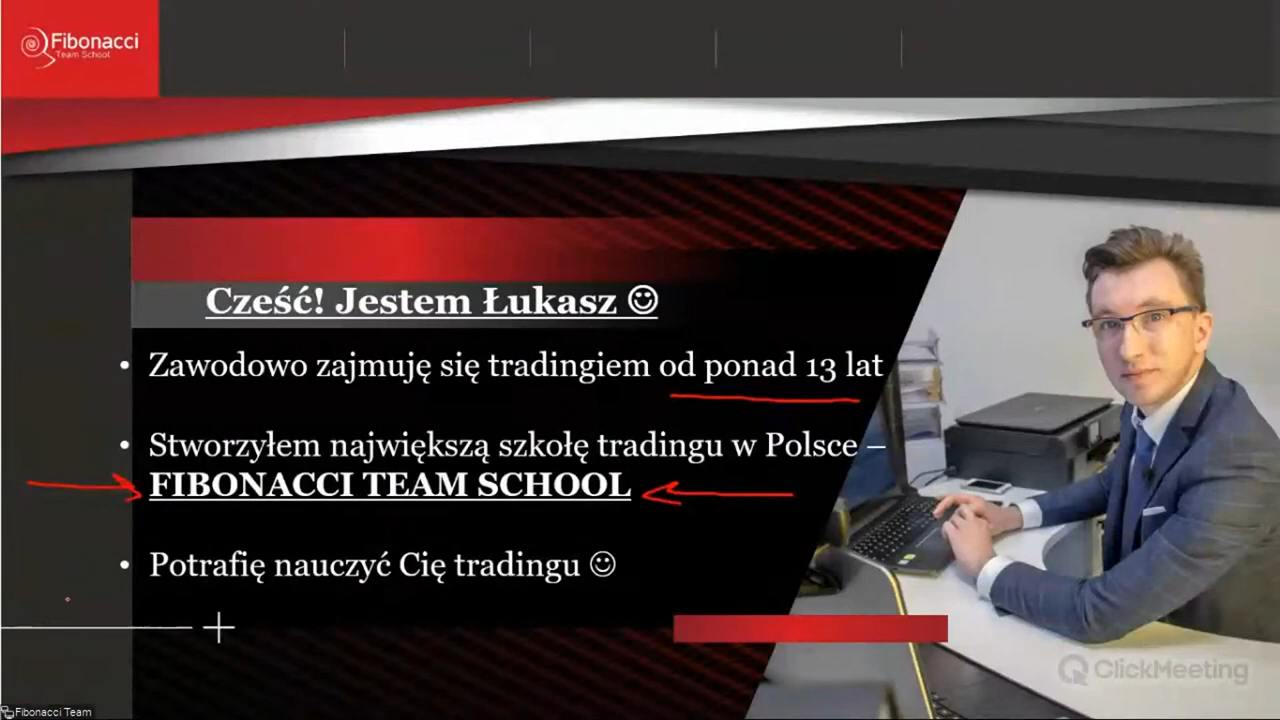 Fibonacci
Team School
Cześć! Jestem Łukasz ☺
• Zawodowo zajmuję się tradingiem od ponad 13 lat
• Stworzyłem największą szkołę tradingu w Polsce –
FIBONACCI TEAM SCHOOL
• Potrafię nauczyć Cię tradingu ☺
ClickMeeting
Fibonacci Team